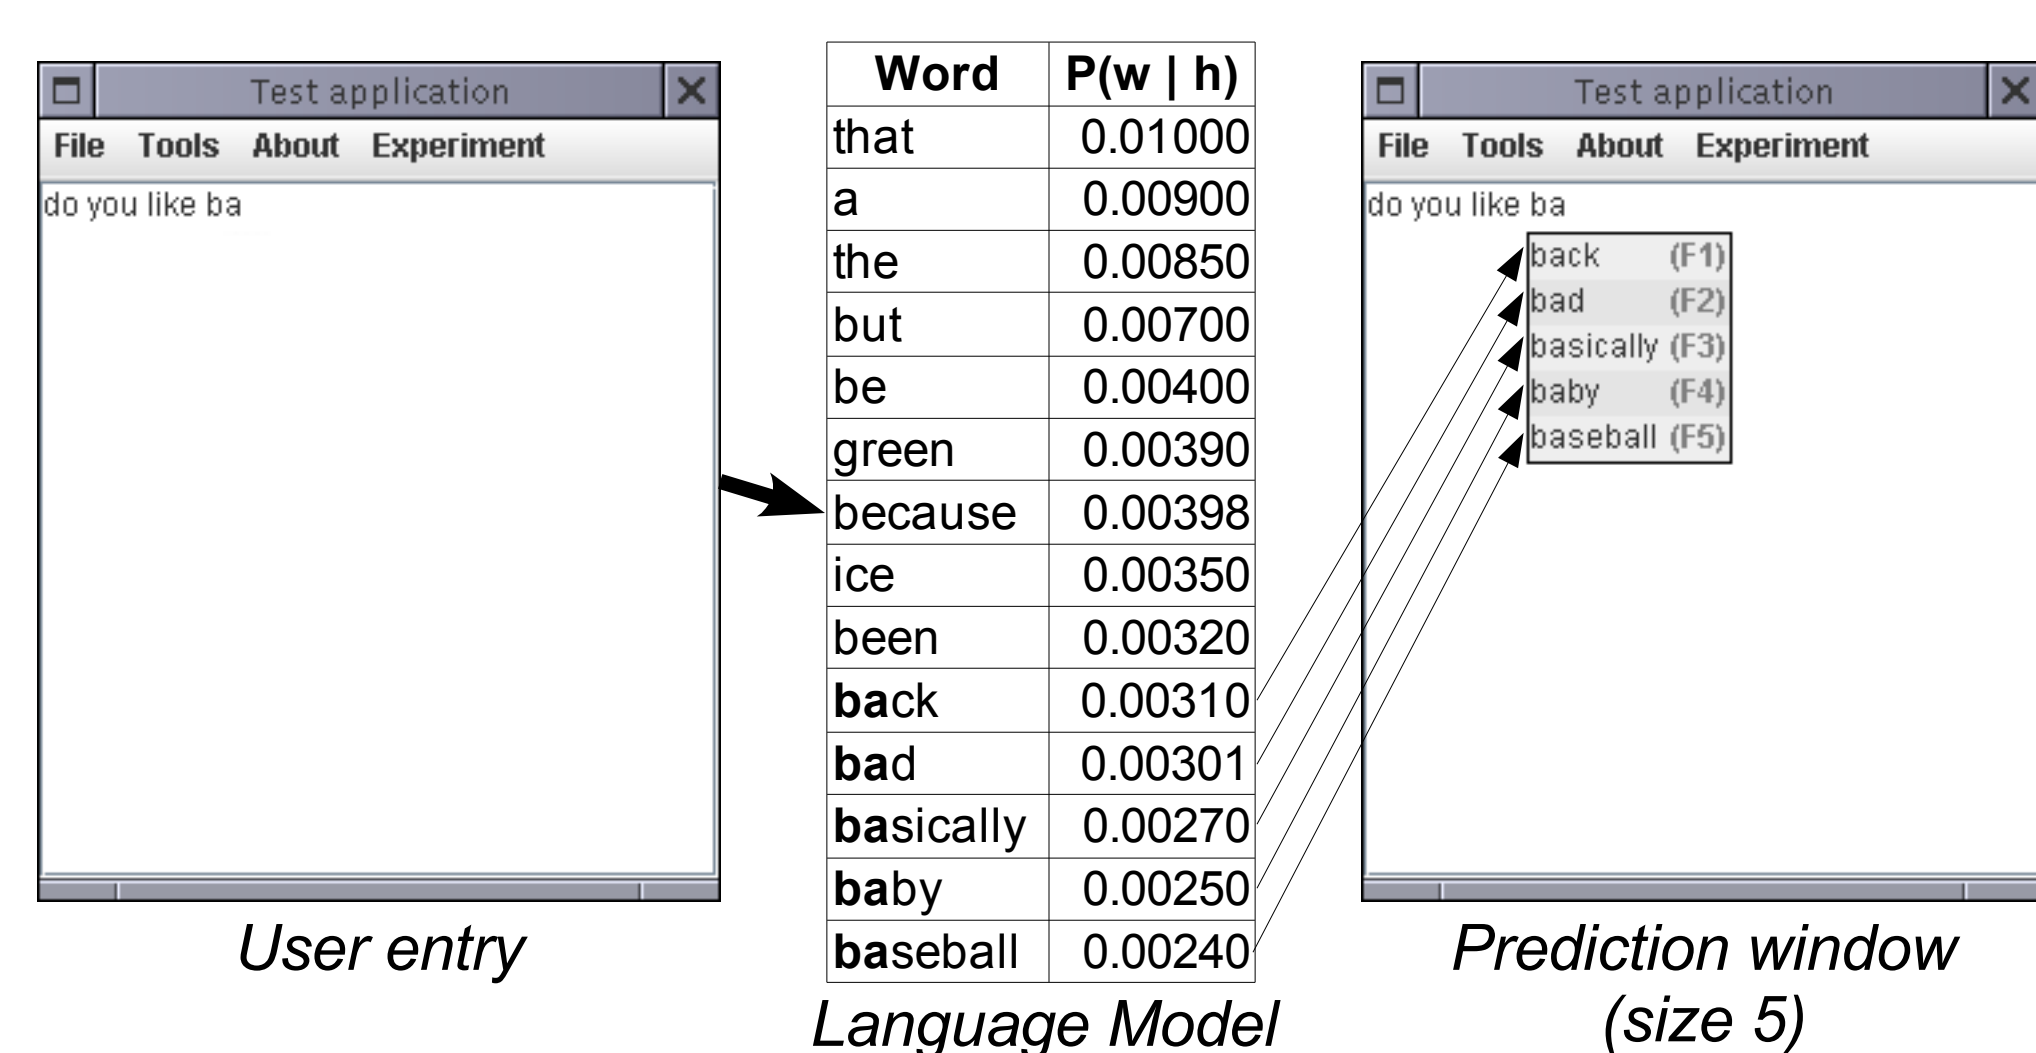 Test application
File Tools About Experiment
do you like ba
User entry
Word P(w | h)
that 0.01000
a 0.00900
the 0.00850
but 0.00700
be 0.00400
green 0.00390
because 0.00398
ice 0.00350
been 0.00320
back 0.00310
bad 0.00301
basically 0.00270
baby 0.00250
baseball 0.00240
Language Model
Test application
File Tools About Experiment
do you like ba
back (F1)
bad (F2)
basically (F3)
baby (F4)
baseball (F5)
Prediction window
(size 5)